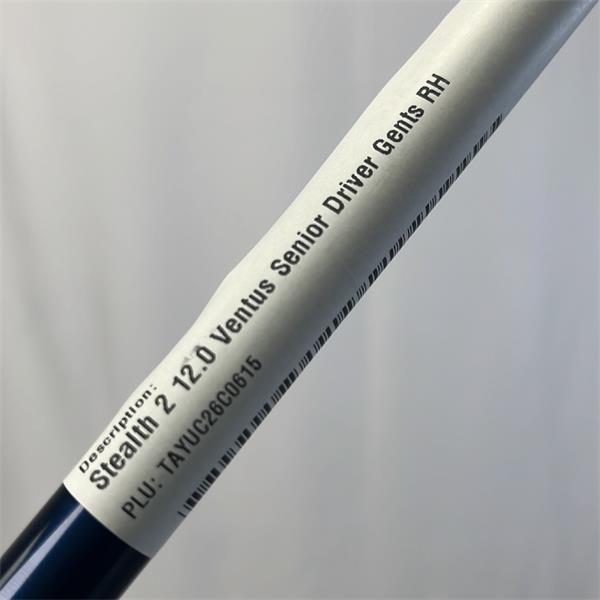 Description:
Stealth 2 12.0 Ventus Senior Driver Gents RH
PLU: TAYUC26C0615